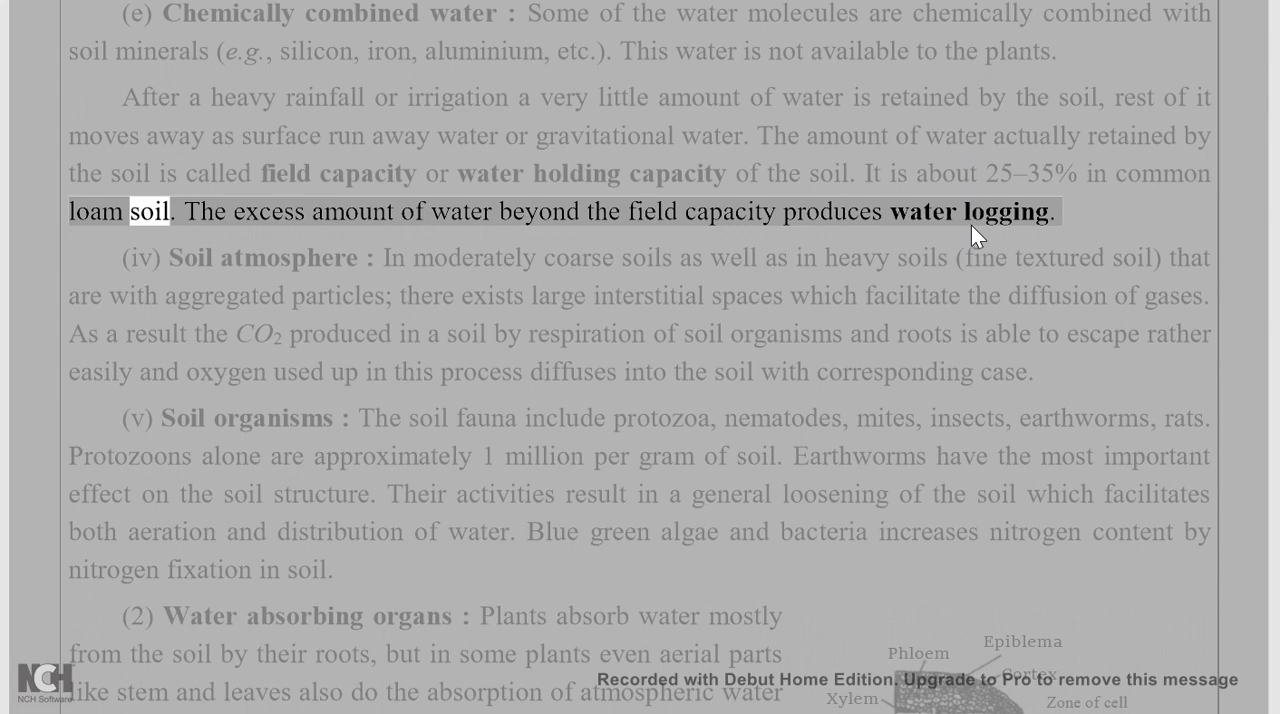 (e) Chemically combined water : Some of the water molecules are chemically combined with
soil minerals (e.g., silicon, iron, aluminium, etc.). This water is not available to the plants.
After a heavy rainfall or irrigation a very little amount of water is retained by the soil, rest of it
moves away as surface run away water or gravitational water. The amount of water actually retained by
the soil is called field capacity or water holding capacity of the soil. It is about 25–35% in common
loam soil. The excess amount of water beyond the field capacity produces water logging.
(iv) Soil atmosphere : In moderately coarse soils as well as in heavy soils (fine textured soil) that
are with aggregated particles; there exists large interstitial spaces which facilitate the diffusion of gases.
As a result the CO2 produced in a soil by respiration of soil organisms and roots is able to escape rather
easily and oxygen used up in this process diffuses into the soil with corresponding case.
(v) Soil organisms : The soil fauna include protozoa, nematodes, mites, insects, earthworms, rats.
Protozoons alone are approximately 1 million per gram of soil. Earthworms have the most important
effect on the soil structure. Their activities result in a general loosening of the soil which facilitates
both aeration and distribution of water. Blue green algae and bacteria increases nitrogen content by
nitrogen fixation in soil.
(2) Water absorbing organs : Plants absorb water mostly
from the soil by their roots, but in some plants even aerial parts
like stem and leaves also do the absorption of atmospheric water
Epiblema
Phloem
Cortex
Xylem
Zone of cell
NCH
NCH Software
Recorded with Debut Home Edition. Upgrade to Pro to remove this message